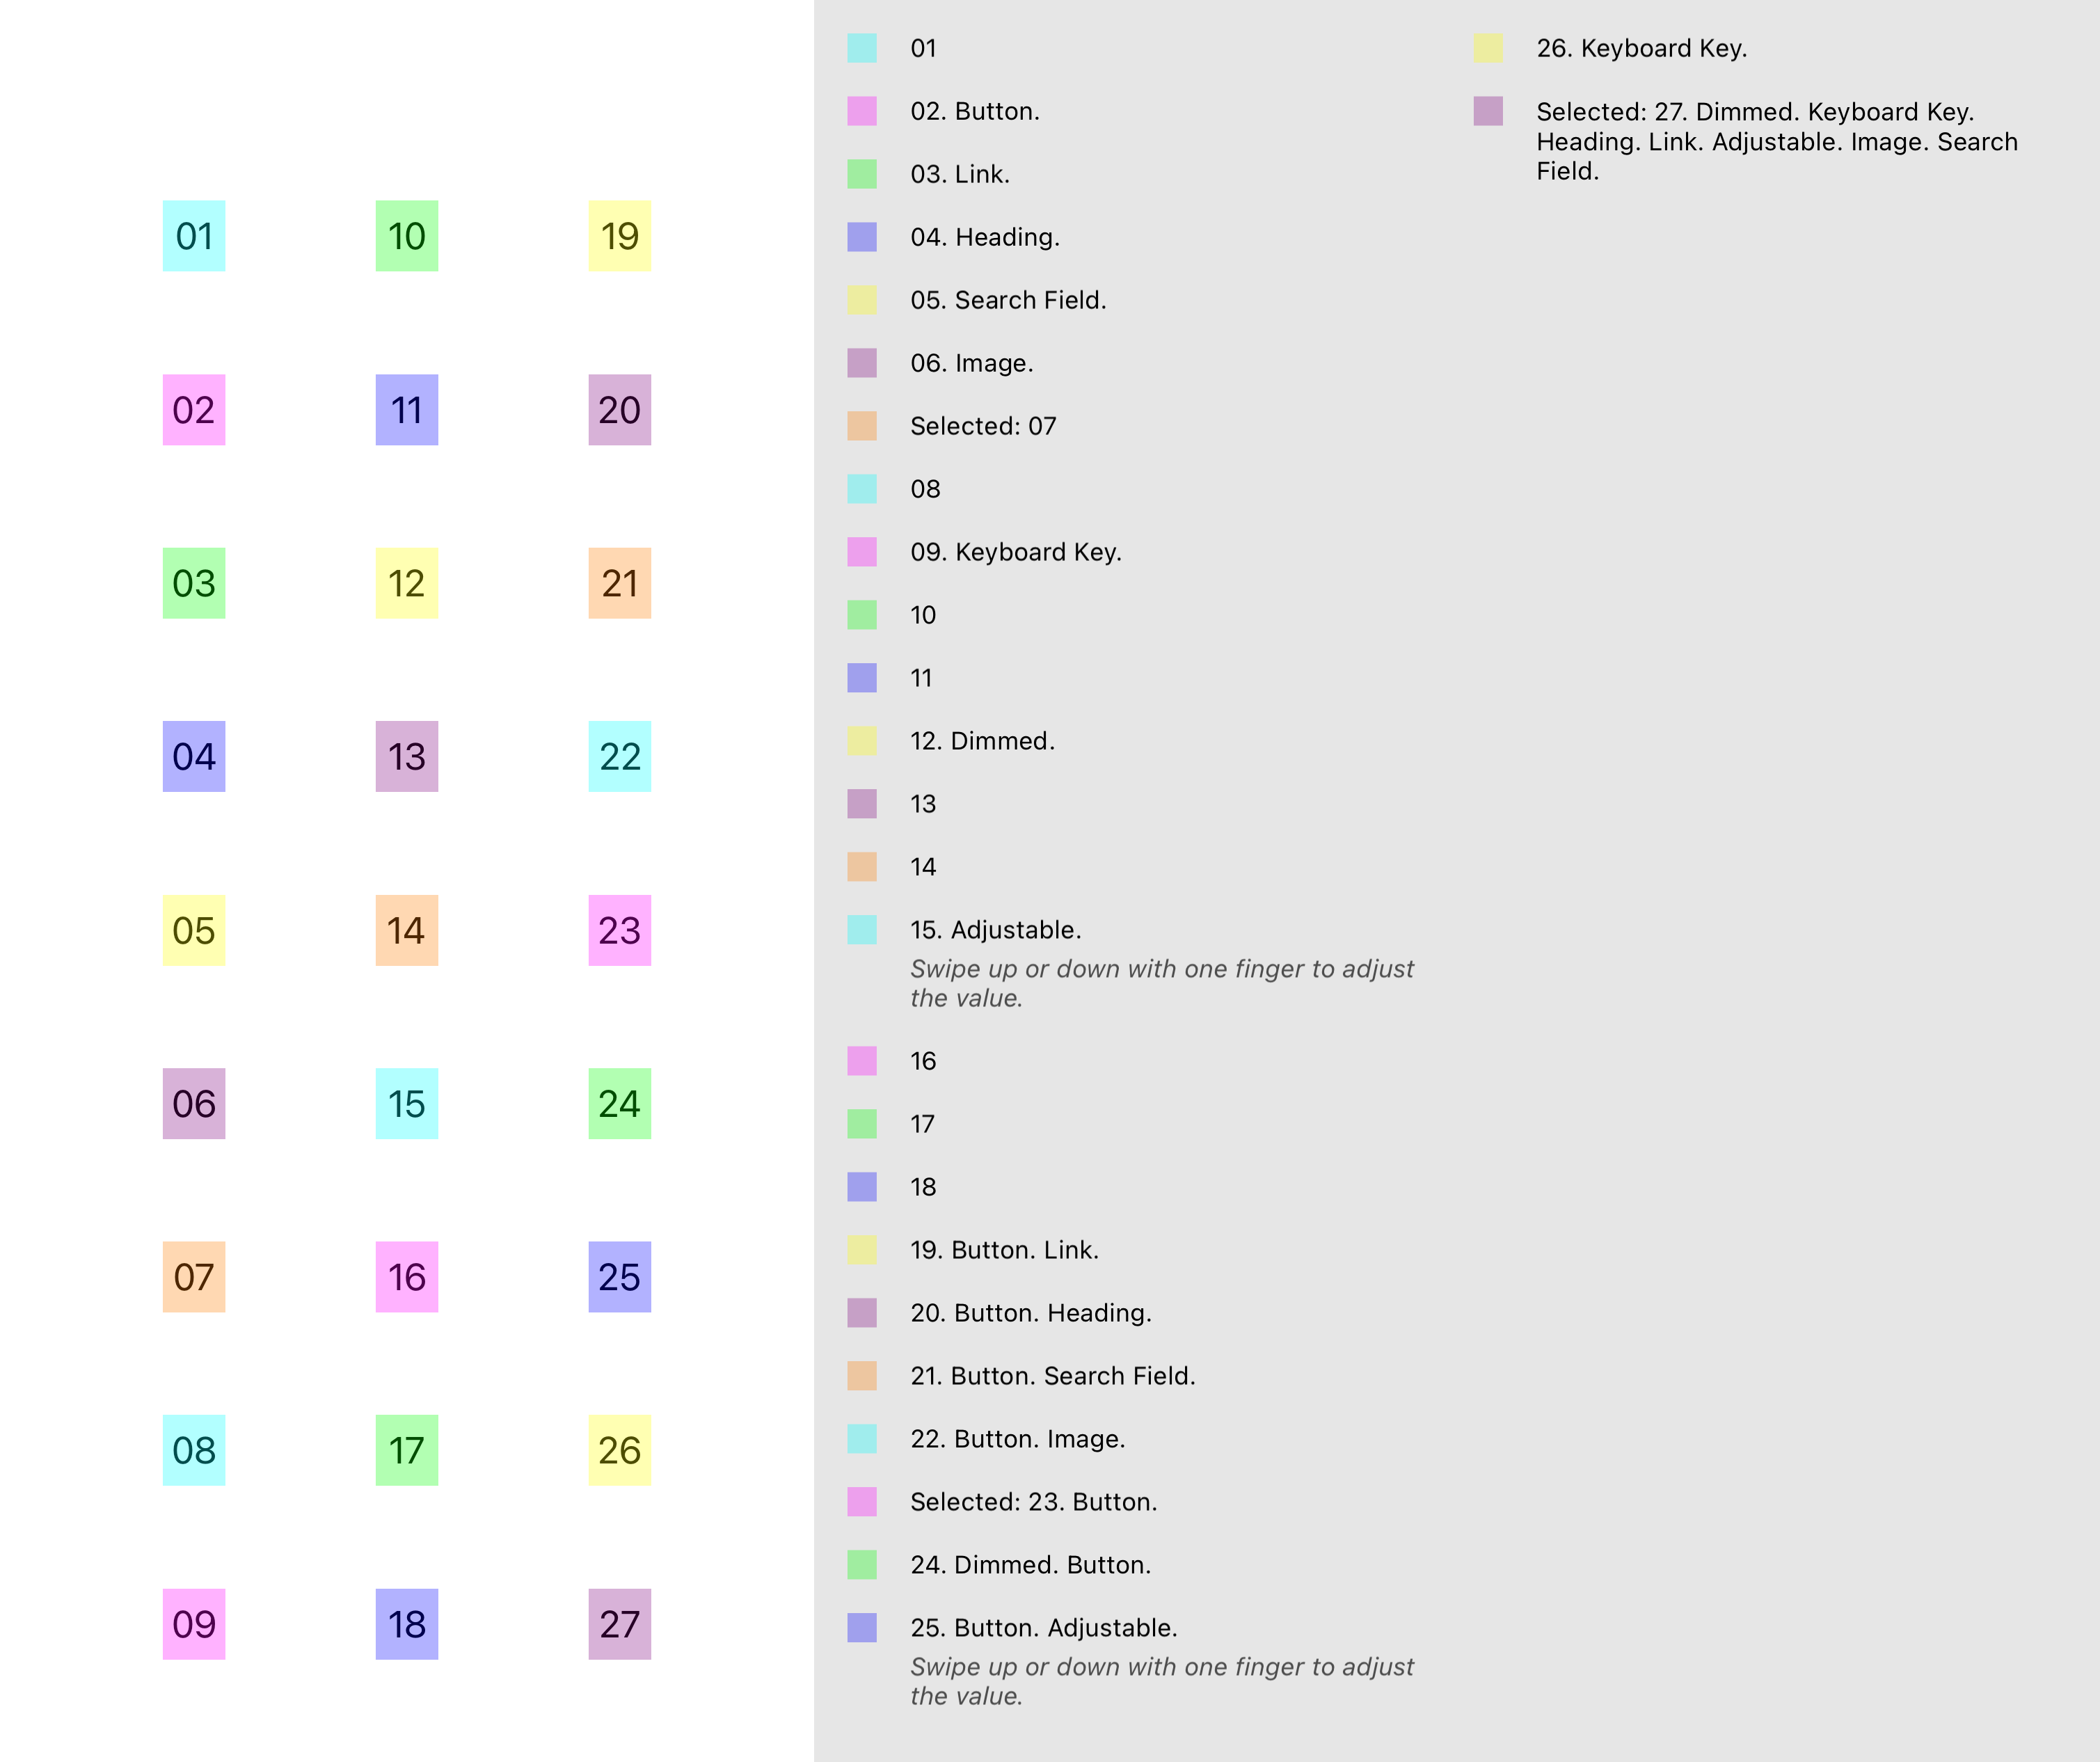 01 10 19
02 11 20
03 12 21
04 13 22
05 14 23
06 15 24
07 16 25
08 17 26
09 18 27
01
02. Button.
03. Link.
04. Heading.
05. Search Field.
06. Image.
Selected: 07
08
09. Keyboard Key.
10
11
12. Dimmed.
13
14
15. Adjustable.
Swipe up or down with one finger to adjust
the value.
16
17
18
19. Button. Link.
20. Button. Heading.
21. Button. Search Field.
22. Button. Image.
Selected: 23. Button.
24. Dimmed. Button.
25. Button. Adjustable.
Swipe up or down with one finger to adjust
the value.
26. Keyboard Key.
Selected: 27. Dimmed. Keyboard Key.
Heading. Link. Adjustable. Image. Search
Field.